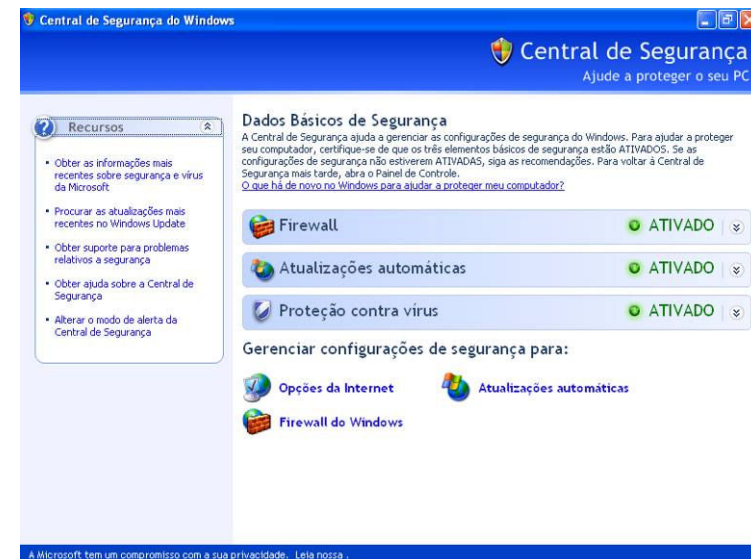 Central de Segurança do Windows
Central de Segurança
Ajude a proteger o seu PC
Recursos
• Obter as informações mais
recentes sobre segurança e vírus
da Microsoft
• Procurar as atualizações mais
recentes no Windows Update
• Obter suporte para problemas
relativos a segurança
• Obter ajuda sobre a Central de
Segurança
• Alterar o modo de alerta da
Central de Segurança
Dados Básicos de Segurança
A Central de Segurança ajuda a gerenciar as configurações de segurança do Windows. Para ajudar a proteger
seu computador, certifique-se de que os três elementos básicos de segurança estão ATIVADOS. Se as
configurações de segurança não estiverem ATIVADAS, siga as recomendações. Para voltar à Central de
Segurança mais tarde, abra o Painel de Controle.
O que há de novo no Windows para ajudar a proteger meu computador?
Firewall ATIVADO
Atualizações automáticas ATIVADO
Proteção contra vírus ATIVADO
Gerenciar configurações de segurança para:
Opções da Internet Atualizações automáticas
Firewall do Windows
A Microsoft tem um compromisso com a sua privacidade. Leia nossa .